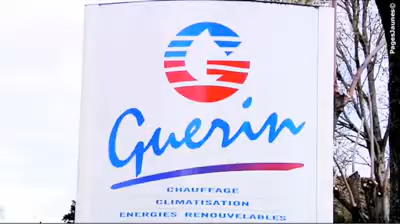 Guerin
CHAUFFAGE
CLIMATISATION
ENERGIES RENOUVELABLES
PagesJaunes©